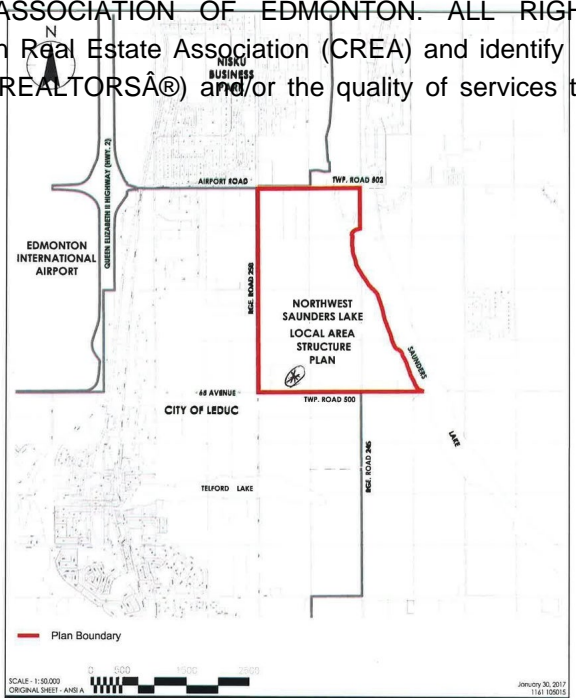 ASSOCIATION OF EDMONTON. ALL RIGH
n Real Estate Association (CREA) and identify
REALTORSÂ®) and/or the quality of services t
N
NISKU
BUSINESS
PARK
AIRPORT ROAD
TWP. ROAD 502
QUEEN ELIZABETH II HIGHWAY (HWY. 2)
EDMONTON
INTERNATIONAL
AIRPORT
RGE. ROAD 250
NORTHWEST
SAUNDERS LAKE
LOCAL AREA
STRUCTURE
PLAN
SAUNDERS
LAKE
65 AVENUE
TWP. ROAD 500
CITY OF LEDUC
RGE. ROAD 245
TELFORD LAKE
Plan Boundary
0 500 1500 2500
SCALE - 1:50,000
ORIGINAL SHEET - ANSI A
January 30, 2017
1161 105015